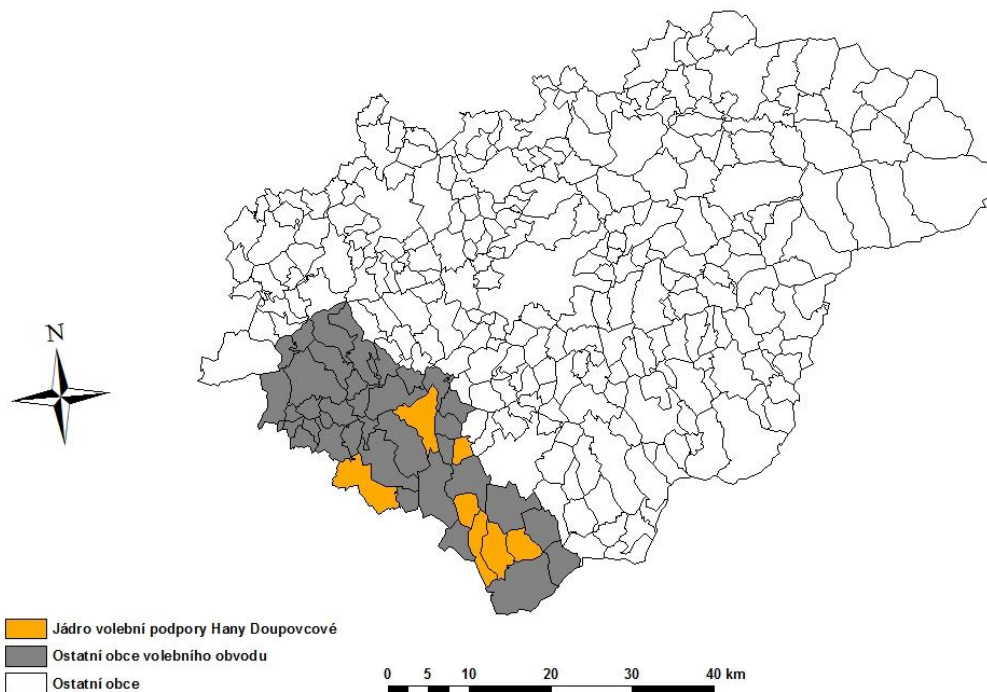 N
Jádro volební podpory Hany Doupovcové
Ostatní obce volebního obvodu
Ostatní obce
0 5 10 20 30 40 km